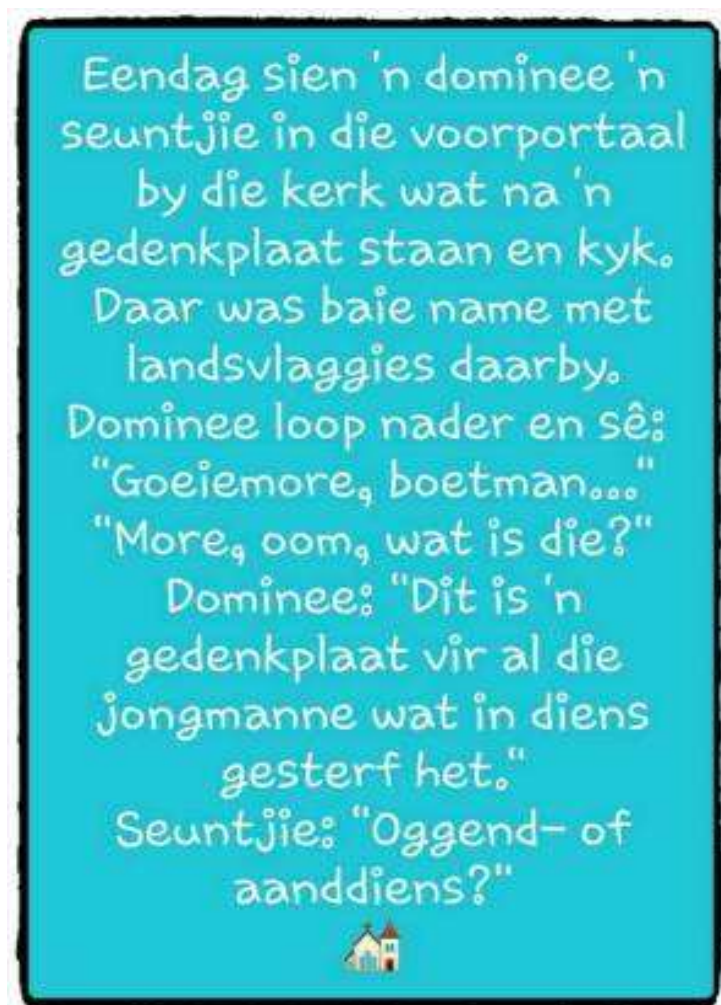 Eendag sien 'n dominee 'n
seuntjie in die voorportaal
by die kerk wat na 'n
gedenkplaat staan en kyk.
Daar was baie name met
landsvlaggies daarby.
Dominee loop nader en sê:
"Goeiemore, boetman..."
"More, oom, wat is die?"
Dominee: "Dit is 'n
gedenkplaat vir al die
jongmanne wat in diens
gesterf het."
Seuntjie: "Oggend- of
aanddiens?"